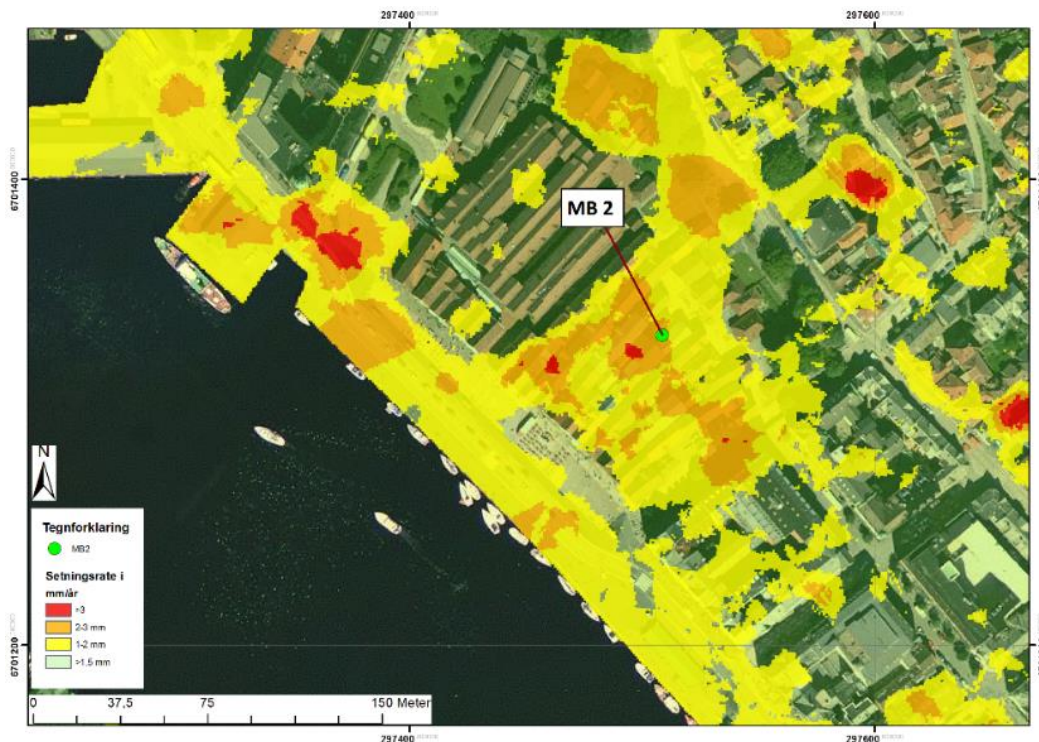 297400
297600
6701400
MB 2
N
Tegnforklaring
MB2
Setningsrate i
mm/år
>3
2-3 mm
1-2 mm
>1,5 mm
6701200
0 37,5 75 150 Meter
297400
297600